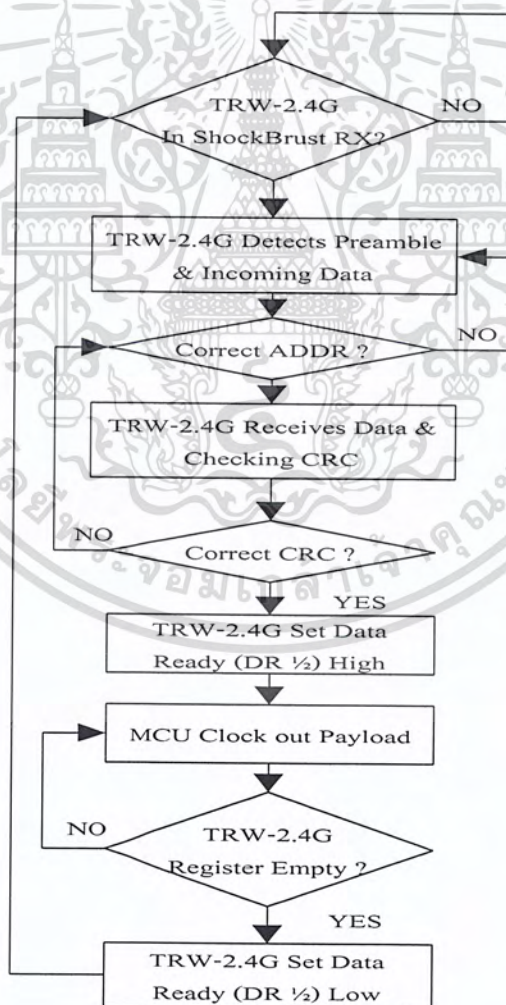 TRW-2.4G
In ShockBrust RX?
NO
TRW-2.4G Detects Preamble
& Incoming Data
Correct ADDR ?
NO
TRW-2.4G Receives Data &
Checking CRC
NO
Correct CRC ?
YES
TRW-2.4G Set Data
Ready (DR ½) High
MCU Clock out Payload
NO
TRW-2.4G
Register Empty ?
YES
TRW-2.4G Set Data
Ready (DR ½) Low